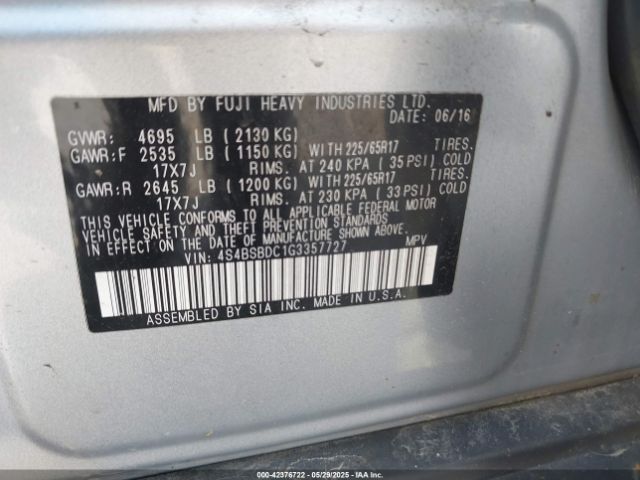 MFD BY FUJI HEAVY INDUSTRIES LTD.
DATE: 06/16
GVWR: 4695 LB (2130 KG)
GAWR:F 2535 LB (1150 KG) WITH 225/65R17 TIRES.
17X7J RIMS. AT 240 KPA (35 PSI) COLD
GAWR:R 2645 LB (1200 KG) WITH 225/65R17 TIRES.
17X7J RIMS. AT 230 KPA (33 PSI) COLD
THIS VEHICLE CONFORMS TO ALL APPLICABLE FEDERAL MOTOR
VEHICLE SAFETY AND THEFT PREVENTION STANDARDS
IN EFFECT ON THE DATE OF MANUFACTURE SHOWN ABOVE.
VIN: 4S4BSBDC1G3357727 MPV
ASSEMBLED BY SIA INC. MADE IN U.S.A.
000-42376722 - 05/29/2025 - IAAI.COM